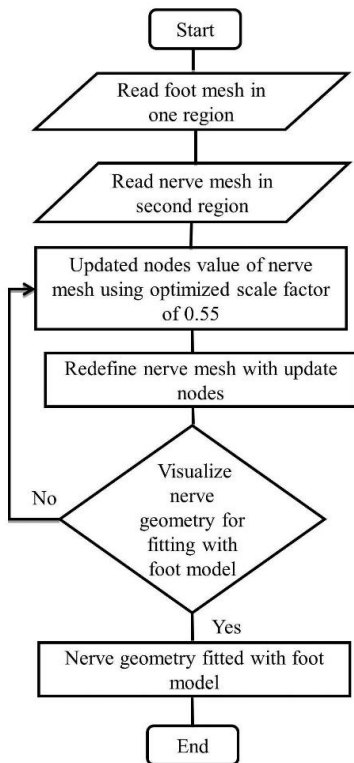 Start
Read foot mesh in
one region
Read nerve mesh in
second region
Updated nodes value of nerve
mesh using optimized scale factor
of 0.55
Redefine nerve mesh with update
nodes
Visualize
nerve
geometry for
fitting with
foot model
No
Yes
Nerve geometry fitted with foot
model
End